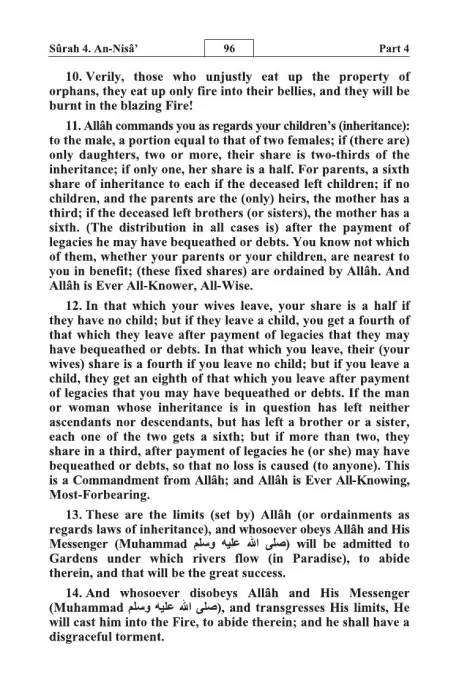 Sûrah 4. An-Nisâ’ 96 Part 4
10. Verily, those who unjustly eat up the property of
orphans, they eat up only fire into their bellies, and they will be
burnt in the blazing Fire!
11. Allâh commands you as regards your children’s (inheritance):
to the male, a portion equal to that of two females; if (there are)
only daughters, two or more, their share is two-thirds of the
inheritance; if only one, her share is a half. For parents, a sixth
share of inheritance to each if the deceased left children; if no
children, and the parents are the (only) heirs, the mother has a
third; if the deceased left brothers (or sisters), the mother has a
sixth. (The distribution in all cases is) after the payment of
legacies he may have bequeathed or debts. You know not which
of them, whether your parents or your children, are nearest to
you in benefit; (these fixed shares) are ordained by Allâh. And
Allâh is Ever All-Knower, All-Wise.
12. In that which your wives leave, your share is a half if
they have no child; but if they leave a child, you get a fourth of
that which they leave after payment of legacies that they may
have bequeathed or debts. In that which you leave, their (your
wives) share is a fourth if you leave no child; but if you leave a
child, they get an eighth of that which you leave after payment
of legacies that you may have bequeathed or debts. If the man
or woman whose inheritance is in question has left neither
ascendants nor descendants, but has left a brother or a sister,
each one of the two gets a sixth; but if more than two, they
share in a third, after payment of legacies he (or she) may have
bequeathed or debts, so that no loss is caused (to anyone). This
is a Commandment from Allâh; and Allâh is Ever All-Knowing,
Most-Forbearing.
13. These are the limits (set by) Allâh (or ordainments as
regards laws of inheritance), and whosoever obeys Allâh and His
Messenger (Muhammad صلى الله عليه وسلم) will be admitted to
Gardens under which rivers flow (in Paradise), to abide
therein, and that will be the great success.
14. And whosoever disobeys Allâh and His Messenger
(Muhammad صلى الله عليه وسلم), and transgresses His limits, He
will cast him into the Fire, to abide therein; and he shall have a
disgraceful torment.